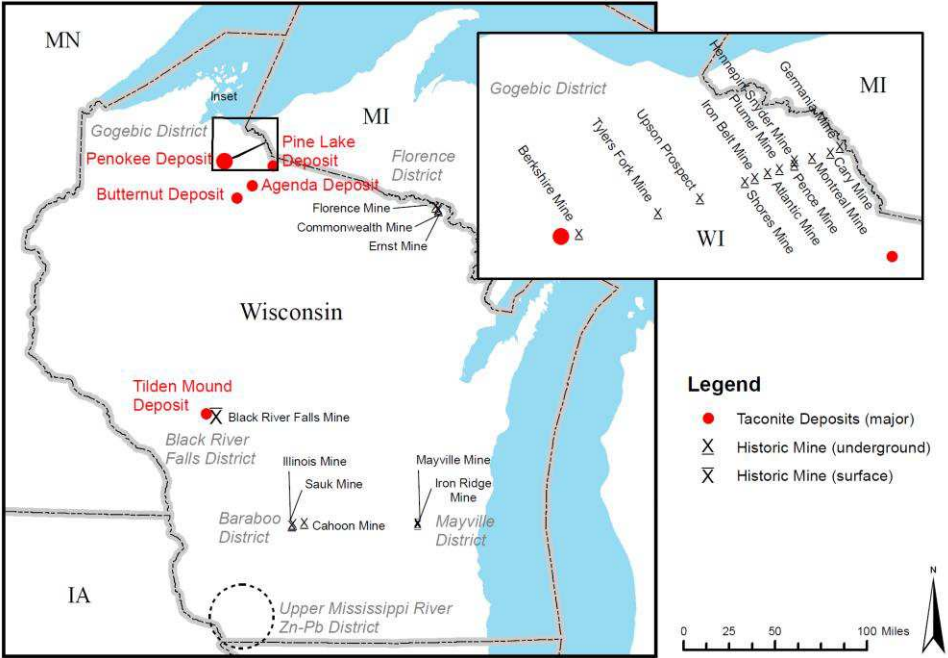 MN
Inset
Gogebic District
MI
Penokee Deposit
Pine Lake
Deposit
Florence
District
Butternut Deposit
Agenda Deposit
Florence Mine
Commonwealth Mine
Ernst Mine
Wisconsin
Tilden Mound
Deposit
Black River Falls Mine
Black River
Falls District
Illinois Mine
Sauk Mine
Mayville Mine
Iron Ridge
Mine
Baraboo
District
Cahoon Mine
Mayville
District
IA
Upper Mississippi River
Zn-Pb District
Gogebic District
MI
WI
Berkshire Mine
Tylers Fork Mine
Upson Prospect
Iron Belt Mine
Plumer Mine
Hennepin-Snyder Mine
Germania Mine
Shores Mine
Atlantic Mine
Pence Mine
Montreal Mine
Cary Mine
Legend
Taconite Deposits (major)
Historic Mine (underground)
Historic Mine (surface)
N
0 25 50 100 Miles